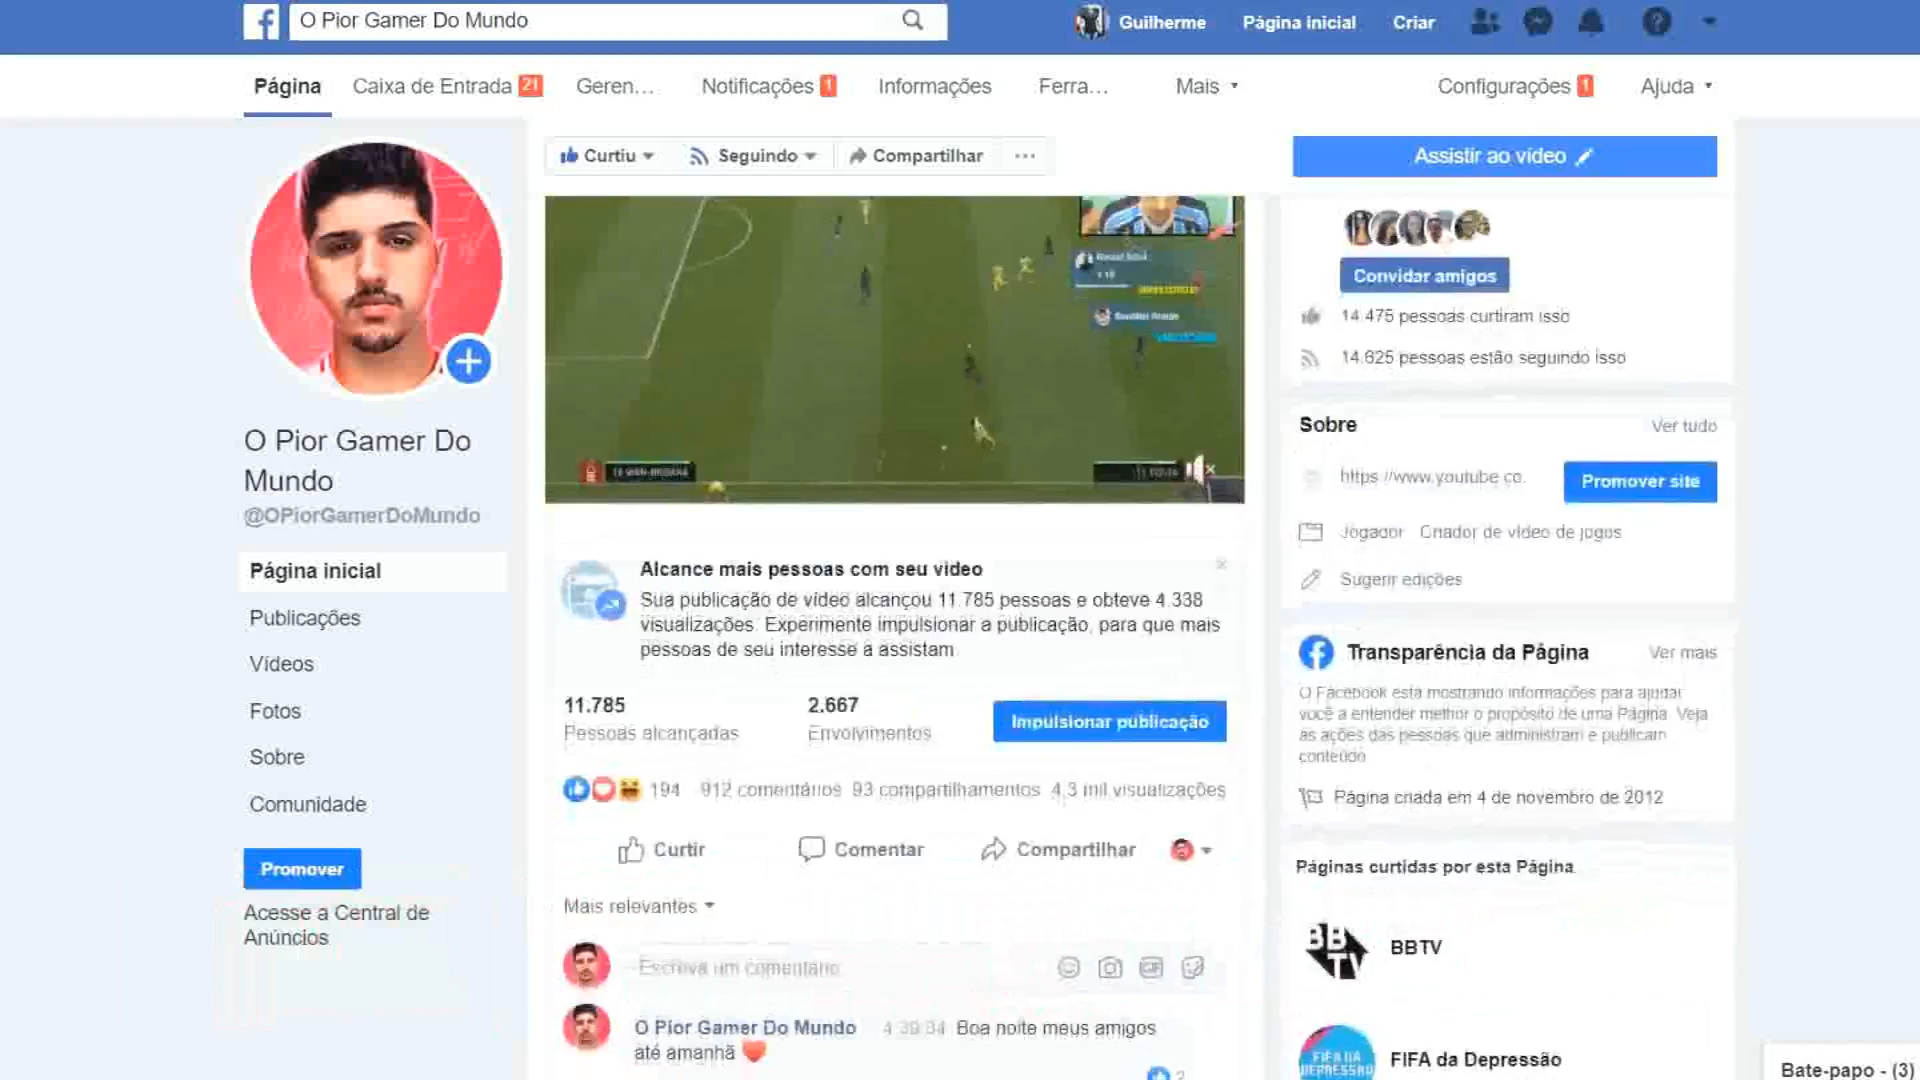 O Pior Gamer Do Mundo
Guilherme
Página inicial
Criar
Página
Caixa de Entrada 21
Geren...
Notificações 1
Informações
Ferra...
Mais
Configurações 1
Ajuda
Curtiu
Seguindo
Compartilhar
Assistir ao vídeo
Convidar amigos
14.475 pessoas curtiram isso
14.625 pessoas estão seguindo isso
O Pior Gamer Do
Mundo
@OPiorGamerDoMundo
Sobre
Ver tudo
https://www.youtube.co.
Promover site
Jogador · Criador de vídeo de jogos
Sugerir edições
Página inicial
Publicações
Vídeos
Fotos
Sobre
Comunidade
Promover
Acesse a Central de
Anúncios
Alcance mais pessoas com seu vídeo
Sua publicação de vídeo alcançou 11.785 pessoas e obteve 4.338
visualizações. Experimente impulsionar a publicação, para que mais
pessoas de seu interesse a assistam.
11.785
Pessoas alcançadas
2.667
Envolvimentos
Impulsionar publicação
194
912 comentários
93 compartilhamentos
4,3 mil visualizações
Curtir
Comentar
Compartilhar
Mais relevantes
Escreva um comentário
O Pior Gamer Do Mundo
4:39:34
Boa noite meus amigos
até amanhã
2
Transparência da Página
Ver mais
O Facebook está mostrando informações para ajudar
você a entender melhor o propósito de uma Página. Veja
as ações das pessoas que administram e publicam
conteúdo.
Página criada em 4 de novembro de 2012
Páginas curtidas por esta Página
BB
TV
BBTV
FIFA DA
DEPRESSÃO
FIFA da Depressão
Bate-papo - (3)